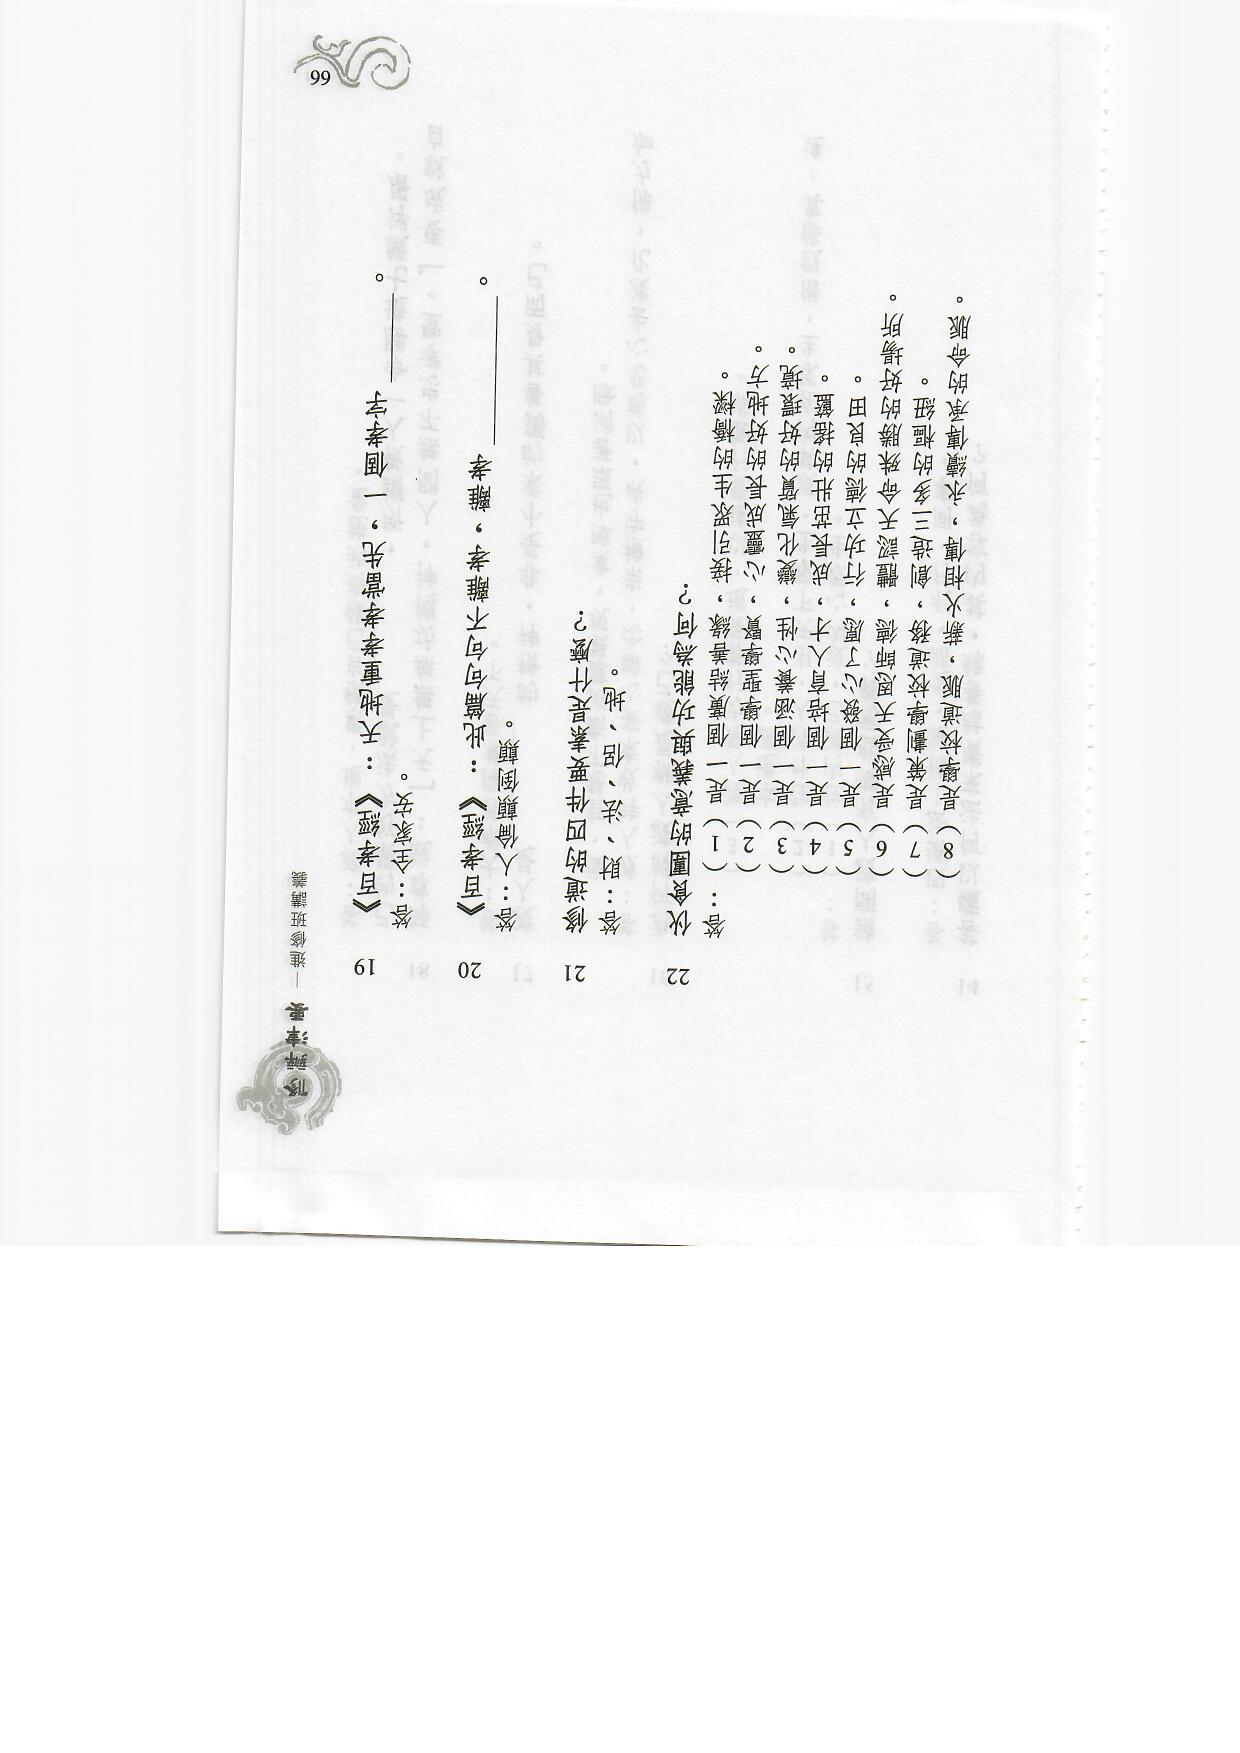 修辦津要 —進修班講義
19 《百孝經》：天地重孝孝當先，一個孝字＿＿＿＿。
答：全家安。
20 《百孝經》：此篇句句不離孝，離孝＿＿＿＿＿＿。
答：人倫顛倒顛。
21 修道的四件要素是什麼？
答：財、法、侶、地。
22 伙食團的意義與功能為何？
答：（1）是一個廣結善緣，接引眾生的橋樑。
（2）是一個學聖學賢，心靈成長的好地方。
（3）是一個涵養心性，變化氣質的好環境。
（4）是一個培育人才，成長茁壯的搖籃。
（5）是一個發心了愿，行功立德的良田。
（6）是感受天恩師德，體認天命殊勝的好場所。
（7）是策劃學校道務，創造三多的樞紐。
（8）是學校道脈，薪火相傳，永續傳承的命脈。
66